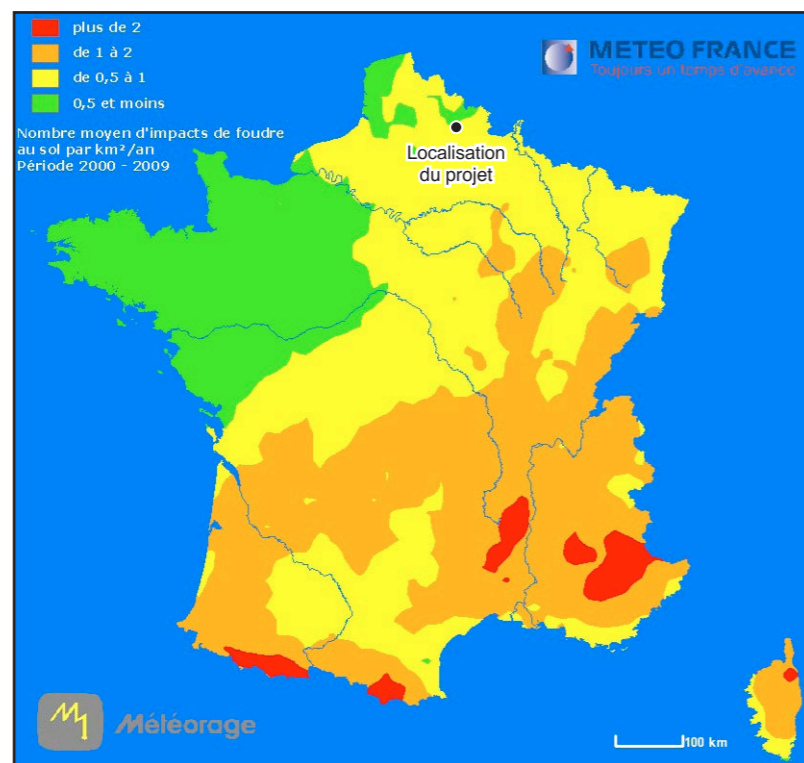 plus de 2
de 1 à 2
de 0,5 à 1
0,5 et moins
METEO FRANCE
Toujours un temps d'avance
Nombre moyen d'impacts de foudre
au sol par km²/an
Période 2000 - 2009
Localisation
du projet
Météorage
100 km